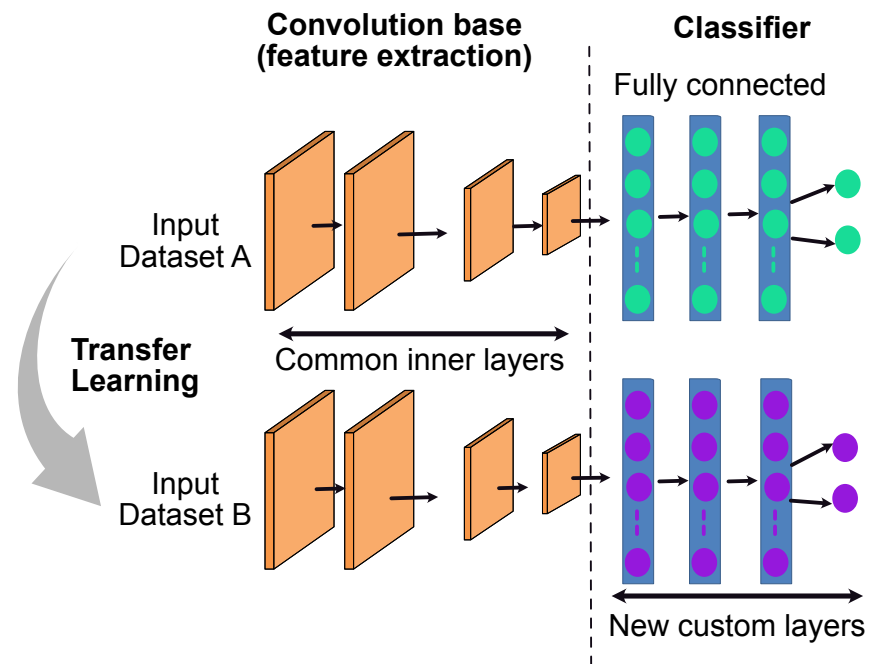 Convolution base
(feature extraction)
Classifier
Fully connected
Input
Dataset A
Common inner layers
Transfer
Learning
Input
Dataset B
New custom layers